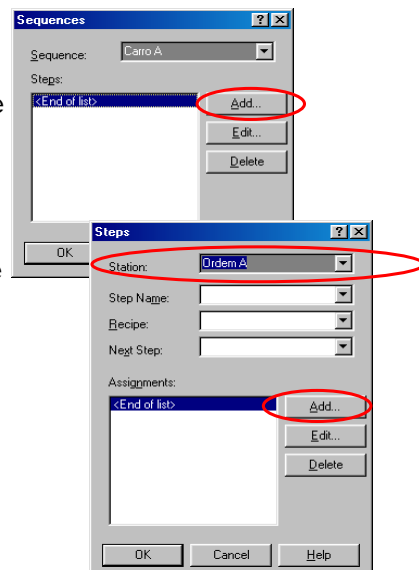 Sequences
Sequence: Carro A
Steps:
<End of list>
Add...
e
Edit...
Delete
OK
Steps
Station: Ordem A
e
Step Name:
Recipe:
Next Step:
Assignments:
<End of list>
Add...
Edit...
Delete
OK Cancel Help